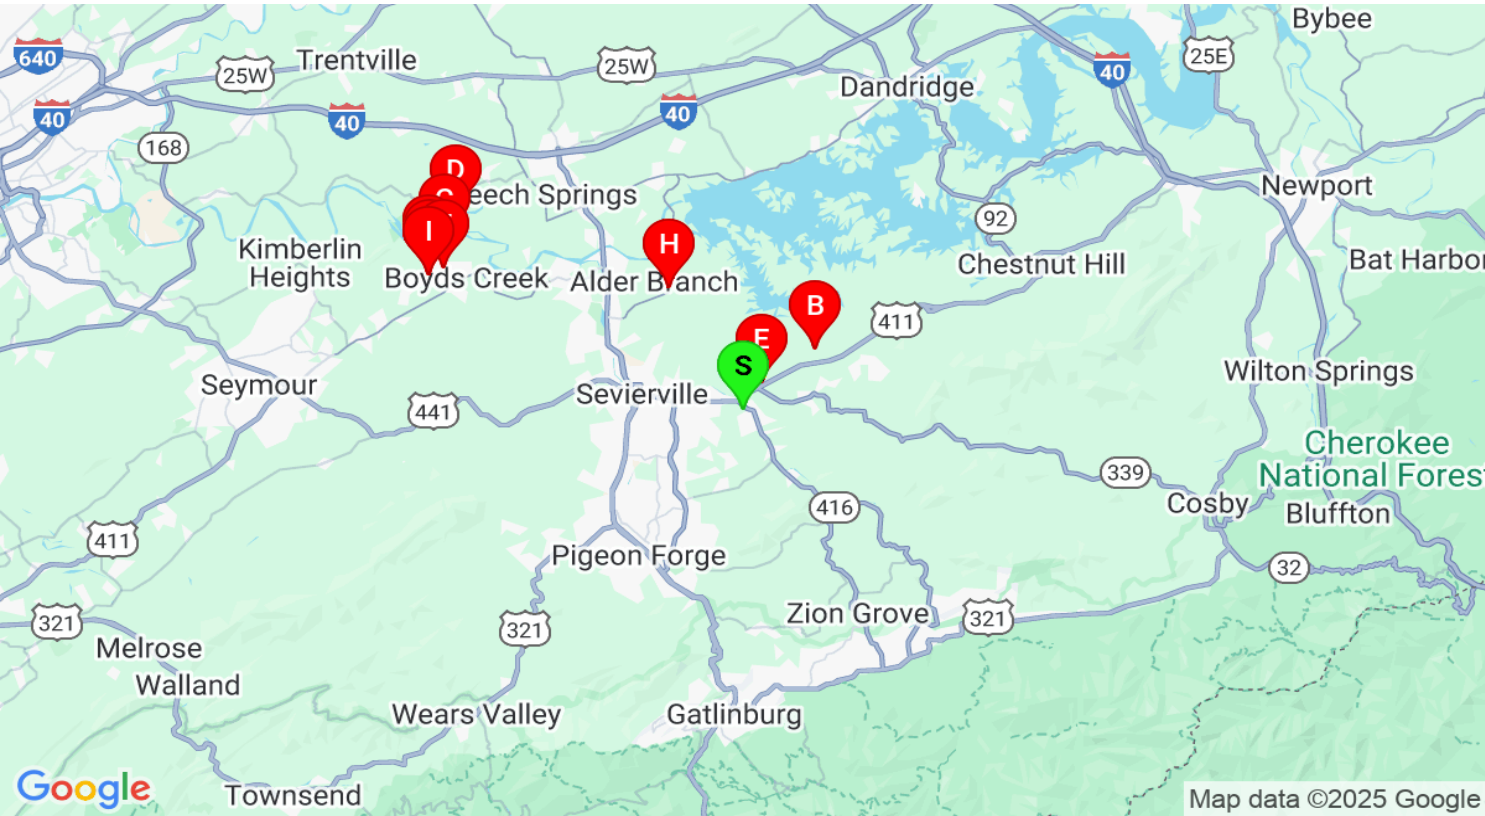 Bybee
640
25W
Trentville
25W
25E
40
Dandridge
40
40
40
168
D
eech Springs
Newport
92
I
H
Kimberlin
Heights
Boyds Creek
Alder Branch
Chestnut Hill
Bat Harbor
B
411
E
S
Seymour
Sevierville
Wilton Springs
441
Cherokee
National Forest
339
416
Cosby
Bluffton
411
Pigeon Forge
32
321
321
Zion Grove
321
Melrose
Walland
Wears Valley
Gatlinburg
Google
Townsend
Map data ©2025 Google